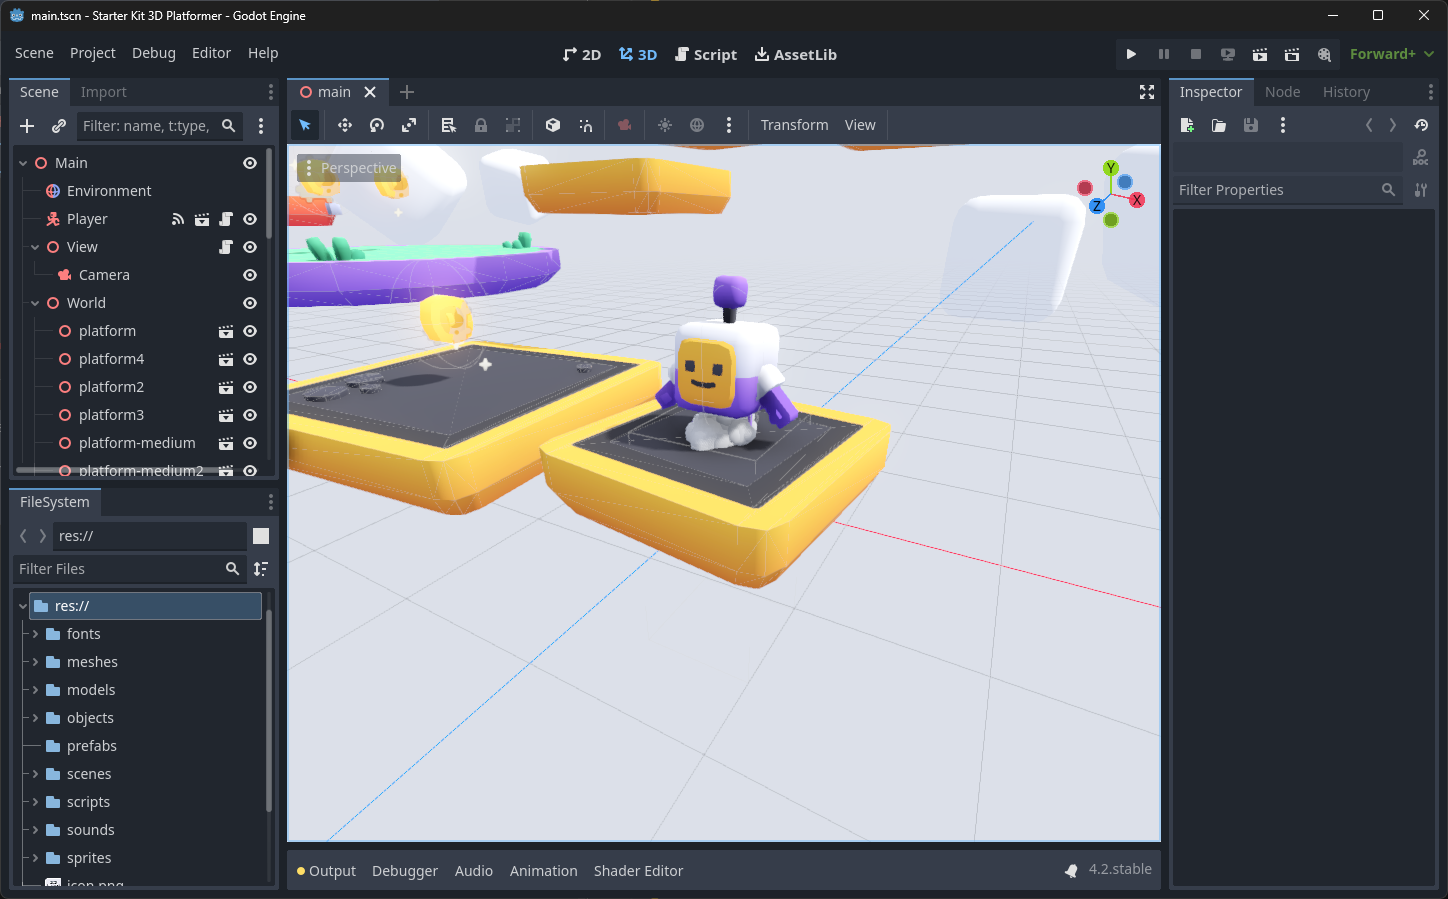 main.tscn - Starter Kit 3D Platformer - Godot Engine
Scene Project Debug Editor Help
2D 3D Script AssetLib
Forward+
Scene Import
Filter: name, t:type,
Main
Environment
Player
View
Camera
World
platform
platform4
platform2
platform3
platform-medium
platform-medium2
FileSystem
res://
Filter Files
res://
fonts
meshes
models
objects
prefabs
scenes
scripts
sounds
sprites
icon.png
main
Transform View
Perspective
Y
X
Z
Output Debugger Audio Animation Shader Editor
4.2.stable
Inspector Node History
DOC
Filter Properties